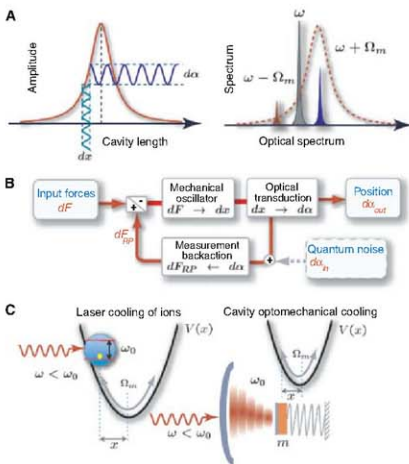 A
Amplitude
dα
dx
Cavity length
Spectrum
ω
ω + Ωm
ω − Ωm
Optical spectrum
B
Input forces
dF
+ -
Mechanical
oscillator
dF → dx
Optical
transduction
dx → dα
Position
dαout
dFRP
Measurement
backaction
dFRP ← dα
+
Quantum noise
dαin
C
Laser cooling of ions
V(x)
ω0
ω < ω0
Ωm
x
Cavity optomechanical cooling
V(x)
Ωm
x
ω0
ω < ω0
m